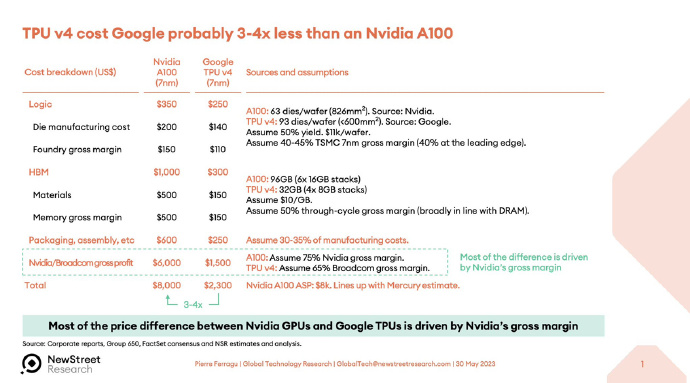 TPU v4 cost Google probably 3-4x less than an Nvidia A100
Cost breakdown (US$) Nvidia A100 (7nm) Google TPU v4 (7nm) Sources and assumptions
Logic $350 $250
Die manufacturing cost $200 $140
Foundry gross margin $150 $110
A100: 63 dies/wafer (826mm²). Source: Nvidia.
TPU v4: 93 dies/wafer (<600mm²). Source: Google.
Assume 50% yield. $11k/wafer.
Assume 40-45% TSMC 7nm gross margin (40% at the leading edge).
HBM $1,000 $300
Materials $500 $150
Memory gross margin $500 $150
A100: 96GB (6x 16GB stacks)
TPU v4: 32GB (4x 8GB stacks)
Assume $10/GB.
Assume 50% through-cycle gross margin (broadly in line with DRAM).
Packaging, assembly, etc $600 $250 Assume 30-35% of manufacturing costs.
Nvidia/Broadcom gross profit $6,000 $1,500
A100: Assume 75% Nvidia gross margin.
TPU v4: Assume 65% Broadcom gross margin.
Most of the difference is driven
by Nvidia's gross margin
Total $8,000 $2,300 Nvidia A100 ASP: $8k. Lines up with Mercury estimate.
3-4x
Most of the price difference between Nvidia GPUs and Google TPUs is driven by Nvidia's gross margin
Source: Corporate reports, Group 650, FactSet consensus and NSR estimates and analysis.
NewStreet
Research
Pierre Ferragu | Global Technology Research | GlobalTech@newstreetresearch.com | 30 May 2023
1